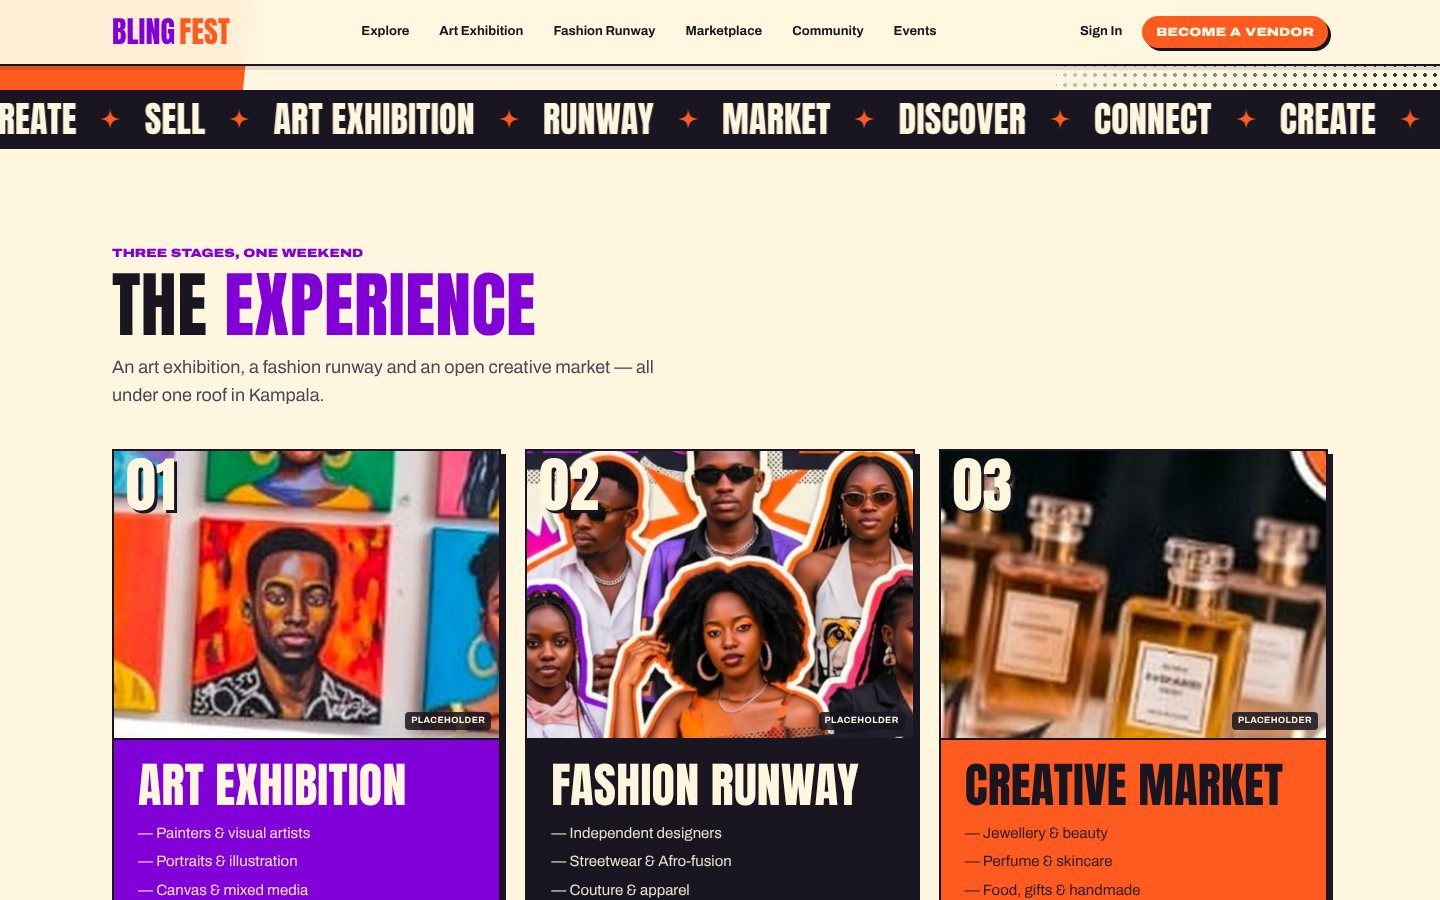 BLING FEST
Explore
Art Exhibition
Fashion Runway
Marketplace
Community
Events
Sign In
BECOME A VENDOR
REATE ✦ SELL ✦ ART EXHIBITION ✦ RUNWAY ✦ MARKET ✦ DISCOVER ✦ CONNECT ✦ CREATE ✦
THREE STAGES, ONE WEEKEND
THE EXPERIENCE
An art exhibition, a fashion runway and an open creative market — all
under one roof in Kampala.
01
PLACEHOLDER
ART EXHIBITION
— Painters & visual artists
— Portraits & illustration
— Canvas & mixed media
02
PLACEHOLDER
FASHION RUNWAY
— Independent designers
— Streetwear & Afro-fusion
— Couture & apparel
03
PLACEHOLDER
CREATIVE MARKET
— Jewellery & beauty
— Perfume & skincare
— Food, gifts & handmade